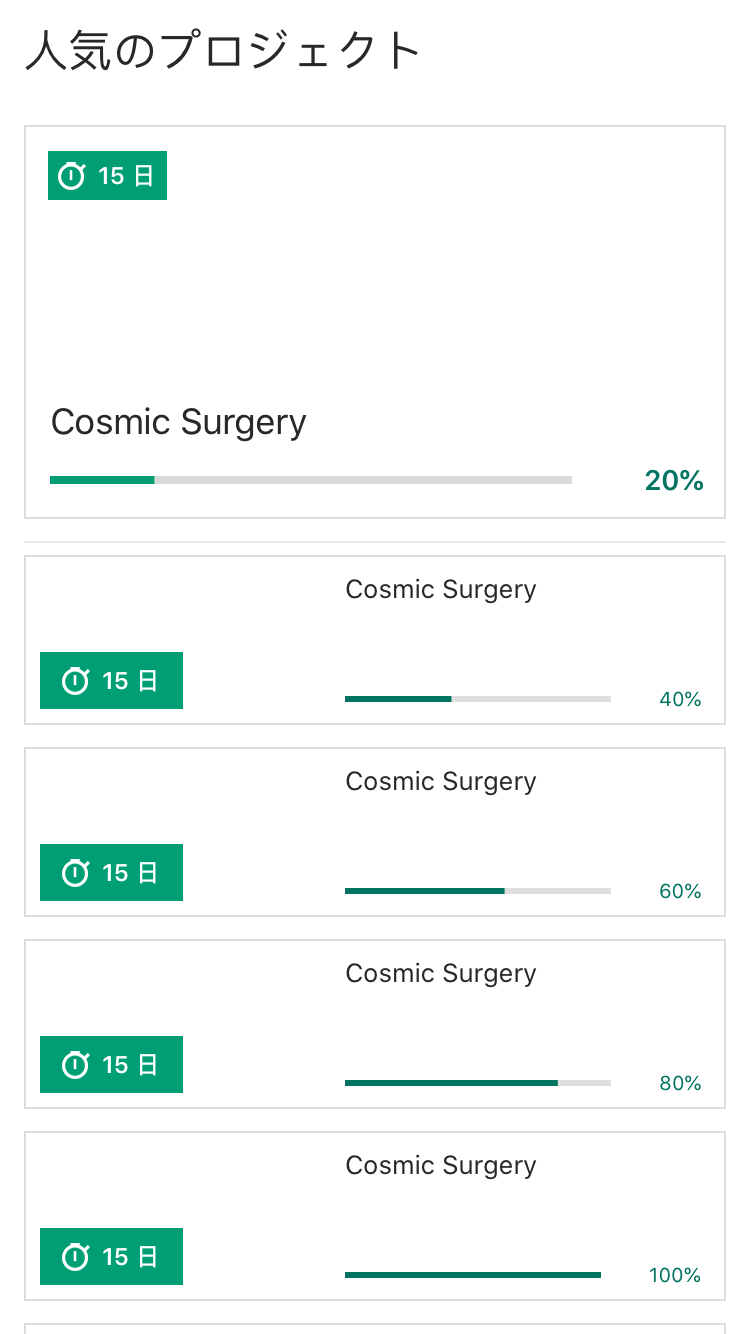 人気のプロジェクト
15 日
Cosmic Surgery
20%
Cosmic Surgery
15 日
40%
Cosmic Surgery
15 日
60%
Cosmic Surgery
15 日
80%
Cosmic Surgery
15 日
100%